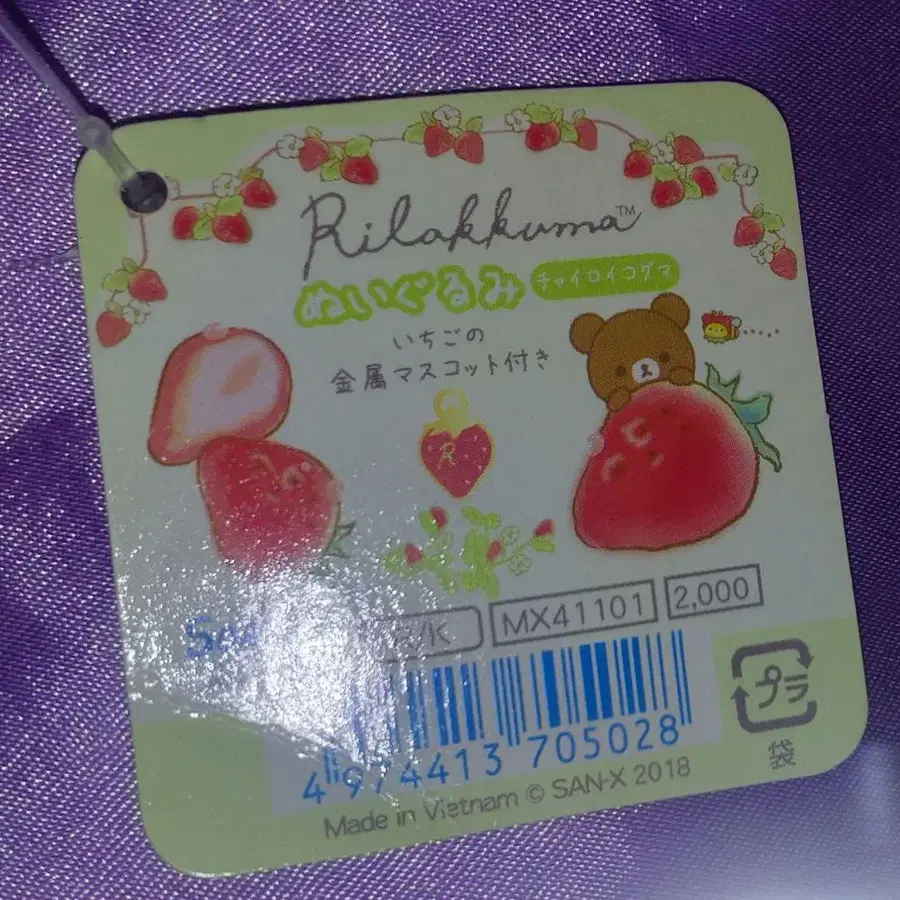 Rilakkuma™
ぬいぐるみ チャイロイコグマ
いちごの
金属マスコット付き
R
MX41101 2,000
4 974413 705028
プラ
袋
Made in Vietnam © SAN-X 2018